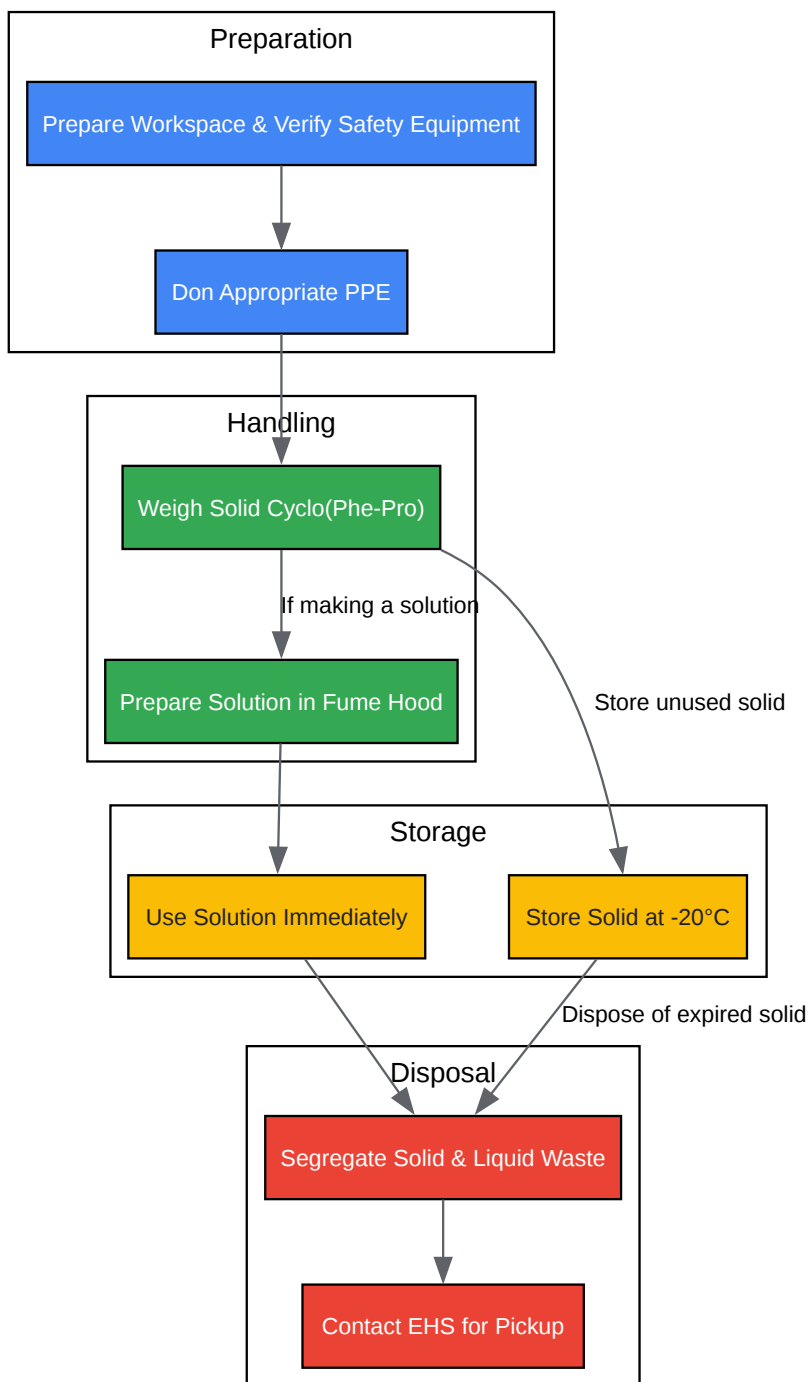 Preparation
Prepare Workspace & Verify Safety Equipment
Don Appropriate PPE
Handling
Weigh Solid Cyclo(Phe-Pro)
If making a solution
Prepare Solution in Fume Hood
Store unused solid
Storage
Use Solution Immediately
Store Solid at -20°C
Dispose of expired solid
Disposal
Segregate Solid & Liquid Waste
Contact EHS for Pickup